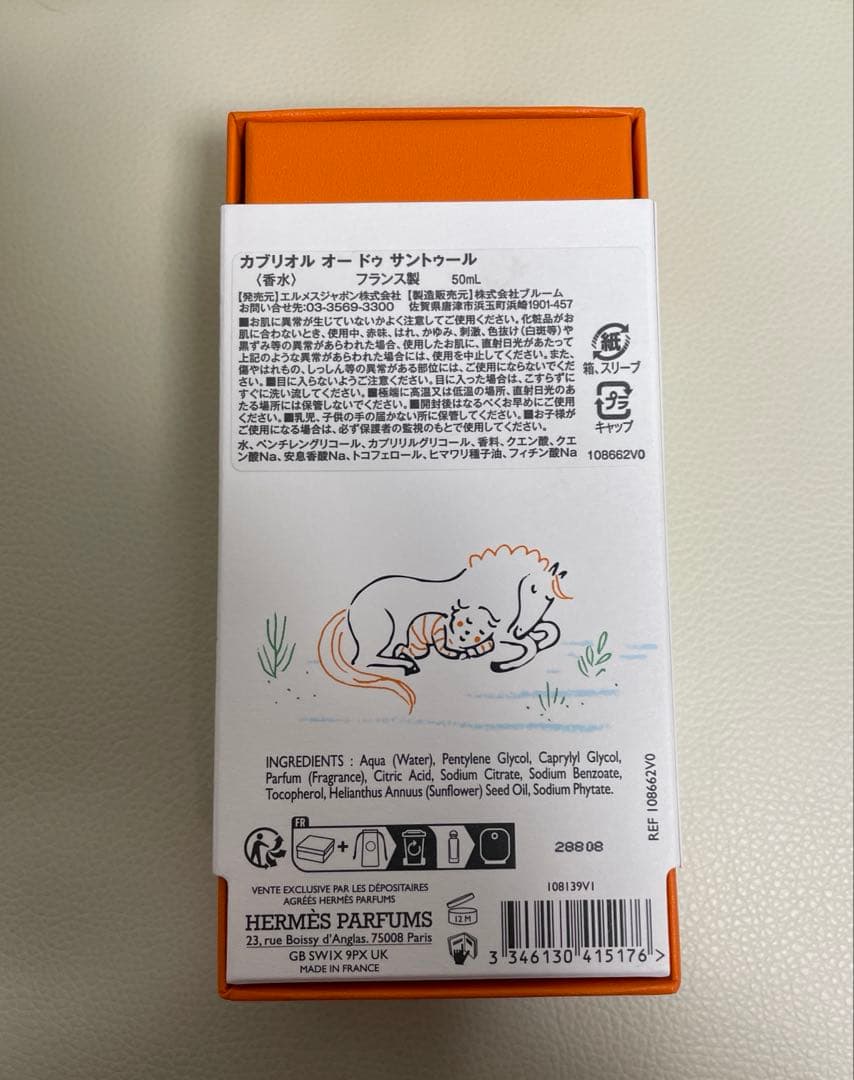 カブリオル オー ドゥ サントゥール
〈香水〉 フランス製 50mL
【発売元】エルメスジャポン株式会社 【製造販売元】株式会社ブルーム
お問い合せ先:03-3569-3300 佐賀県唐津市浜玉町浜崎1901-457
■お肌に異常が生じていないかよく注意してご使用ください。化粧品がお
肌に合わないとき、使用中、赤味、はれ、かゆみ、刺激、色抜け(白斑等)や
黒ずみ等の異常があらわれた場合、使用したお肌に、直射日光があたって
上記のような異常があらわれた場合には、使用を中止してください。また、
傷やはれもの、しっしん等の異常がある部位には、ご使用にならないでくだ
さい。■目に入らないようご注意ください。目に入った場合は、こすらずに
すぐに洗い流してください。■極端に高温又は低温の場所、直射日光のあ
たる場所には保管しないでください。■開封後はなるべくお早めにご使用
ください。■乳児、子供の手の届かない所に保管してください。■お子様が
ご使用になる場合は、必ず保護者の監視のもとで使用してください。
水、ペンチレングリコール、カプリリルグリコール、香料、クエン酸、クエ
ン酸Na、安息香酸Na、トコフェロール、ヒマワリ種子油、フィチン酸Na
紙
箱、スリーブ
プラ
キャップ
108662V0
INGREDIENTS : Aqua (Water), Pentylene Glycol, Caprylyl Glycol,
Parfum (Fragrance), Citric Acid, Sodium Citrate, Sodium Benzoate,
Tocopherol, Helianthus Annuus (Sunflower) Seed Oil, Sodium Phytate.
REF 108662V0
FR
+
28808
VENTE EXCLUSIVE PAR LES DÉPOSITAIRES
AGRÉÉS HERMÈS PARFUMS
HERMÈS PARFUMS
23, rue Boissy d'Anglas. 75008 Paris
GB SW1X 9PX UK
MADE IN FRANCE
12 M
108139V1
3 346130 415176 >